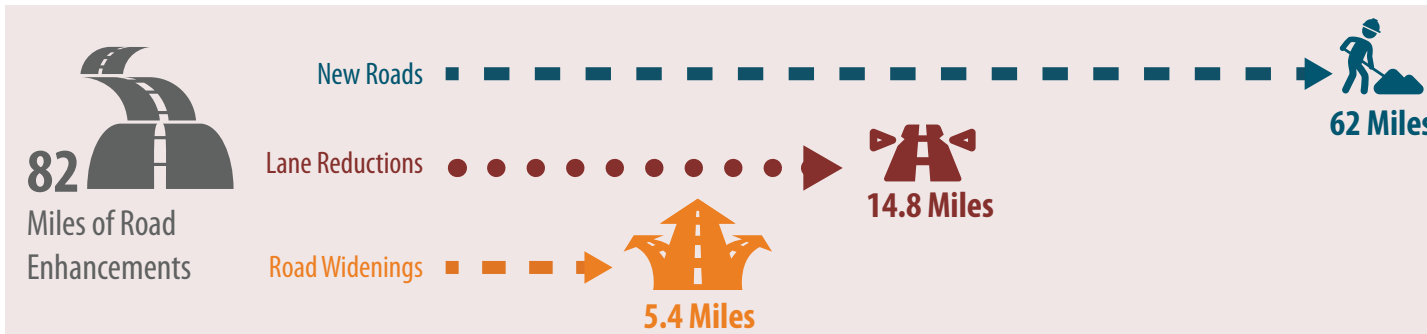 82
Miles of Road
Enhancements
New Roads
62 Miles
Lane Reductions
14.8 Miles
Road Widenings
5.4 Miles